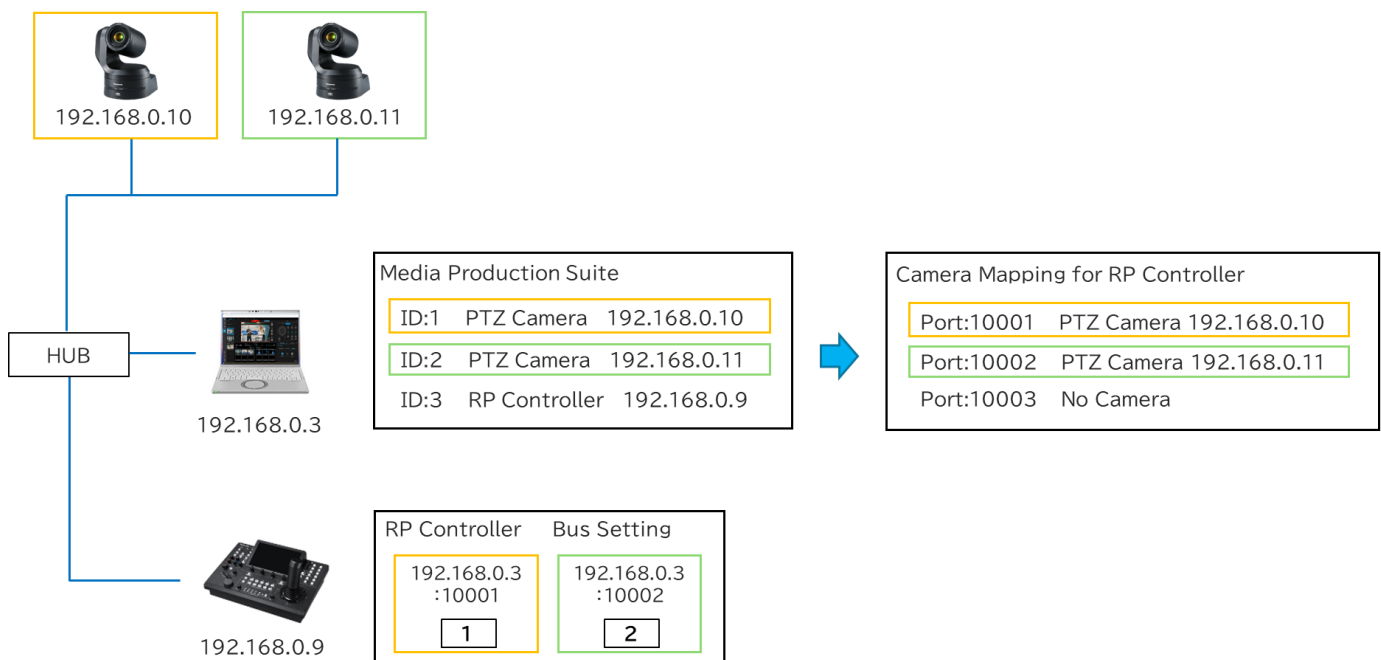 192.168.0.10
192.168.0.11
HUB
192.168.0.3
Media Production Suite
ID:1 PTZ Camera 192.168.0.10
ID:2 PTZ Camera 192.168.0.11
ID:3 RP Controller 192.168.0.9
Camera Mapping for RP Controller
Port:10001 PTZ Camera 192.168.0.10
Port:10002 PTZ Camera 192.168.0.11
Port:10003 No Camera
192.168.0.9
RP Controller Bus Setting
192.168.0.3
:10001
1
192.168.0.3
:10002
2